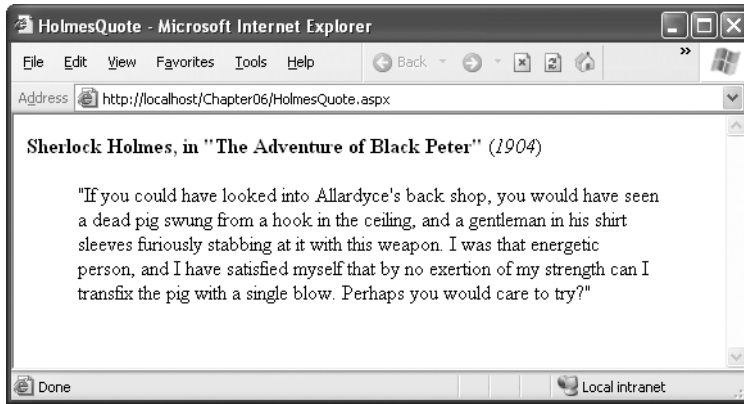 HolmesQuote - Microsoft Internet Explorer
File Edit View Favorites Tools Help Back »
Address http://localhost/Chapter06/HolmesQuote.aspx
Sherlock Holmes, in "The Adventure of Black Peter" (1904)
"If you could have looked into Allardyce's back shop, you would have seen
a dead pig swung from a hook in the ceiling, and a gentleman in his shirt
sleeves furiously stabbing at it with this weapon. I was that energetic
person, and I have satisfied myself that by no exertion of my strength can I
transfix the pig with a single blow. Perhaps you would care to try?"
Done Local intranet